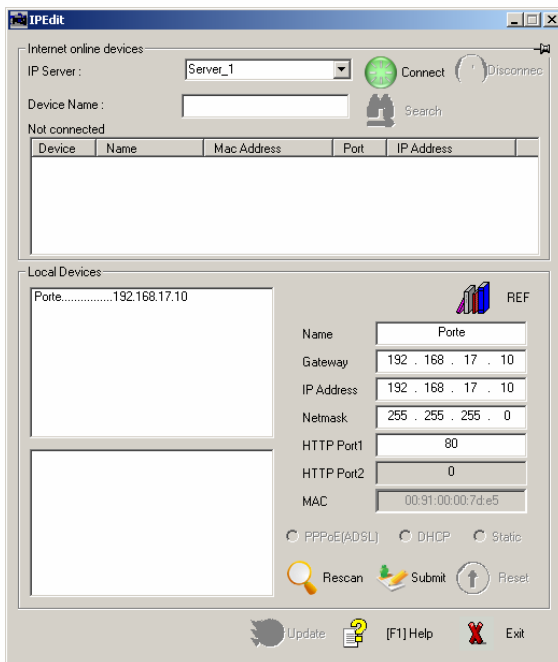 IPEdit
Internet online devices
IP Server :
Server_1
Connect
Disconnec
Device Name :
Search
Not connected
Device Name Mac Address Port IP Address
Local Devices
Porte...............192.168.17.10
REF
Name Porte
Gateway 192 . 168 . 17 . 10
IP Address 192 . 168 . 17 . 10
Netmask 255 . 255 . 255 . 0
HTTP Port1 80
HTTP Port2 0
MAC 00:91:00:00:7d:e5
PPPoE(ADSL) DHCP Static
Rescan Submit Reset
Update [F1] Help Exit